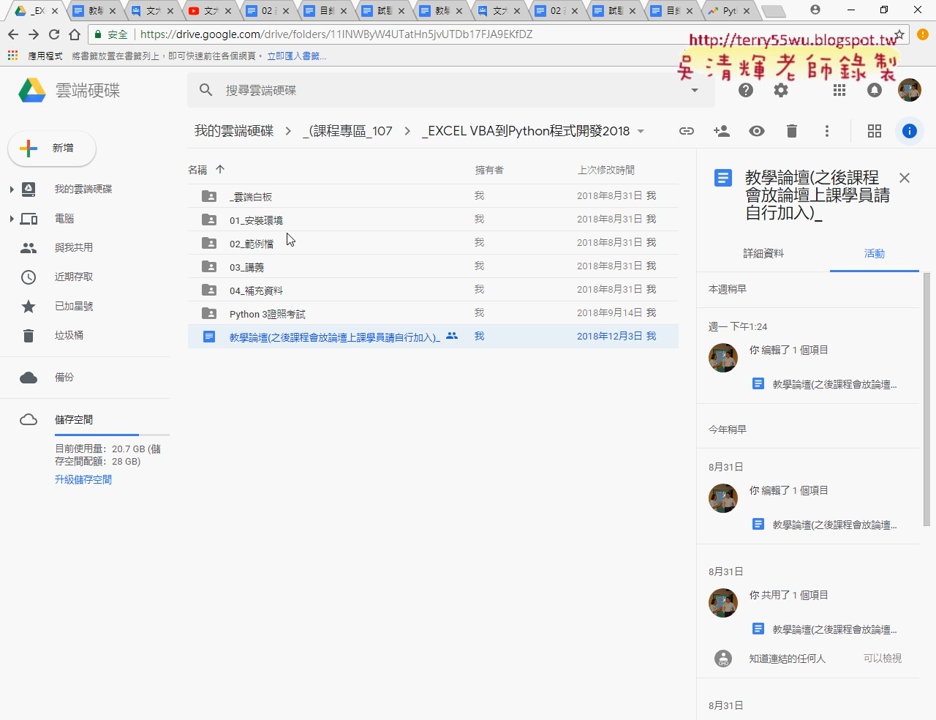 _EX
教學
文大
文大
02
目錄
試題
教學
文大
02
試題
目錄
Pyth
安全
https://drive.google.com/drive/folders/11INWByW4UTatHn5jvUTDb17FJA9EKfDZ
應用程式
將書籤放置在書籤列上，即可快速前往各個網頁。 立即匯入書籤...
http://terry55wu.blogspot.tw
吳清輝老師錄製
雲端硬碟
搜尋雲端硬碟
新增
我的雲端硬碟 > _(課程專區_107 > _EXCEL VBA到Python程式開發2018
名稱 擁有者 上次修改時間
_雲端白板 我 2018年8月31日 我
01_安裝環境 我 2018年8月31日 我
02_範例檔 我 2018年8月31日 我
03_講義 我 2018年8月31日 我
04_補充資料 我 2018年8月31日 我
Python 3證照考試 我 2018年9月14日 我
教學論壇(之後課程會放論壇上課學員請自行加入)_ 我 2018年12月3日 我
我的雲端硬碟
電腦
與我共用
近期存取
已加星號
垃圾桶
備份
儲存空間
目前使用量：20.7 GB (儲
存空間配額：28 GB)
升級儲存空間
教學論壇(之後課程
會放論壇上課學員請
自行加入)_
詳細資料 活動
本週稍早
週一 下午1:24
你 編輯了 1 個項目
教學論壇(之後課程會放論壇...
今年稍早
8月31日
你 編輯了 1 個項目
教學論壇(之後課程會放論壇...
8月31日
你 共用了 1 個項目
教學論壇(之後課程會放論壇...
知道連結的任何人 可以檢視
8月31日